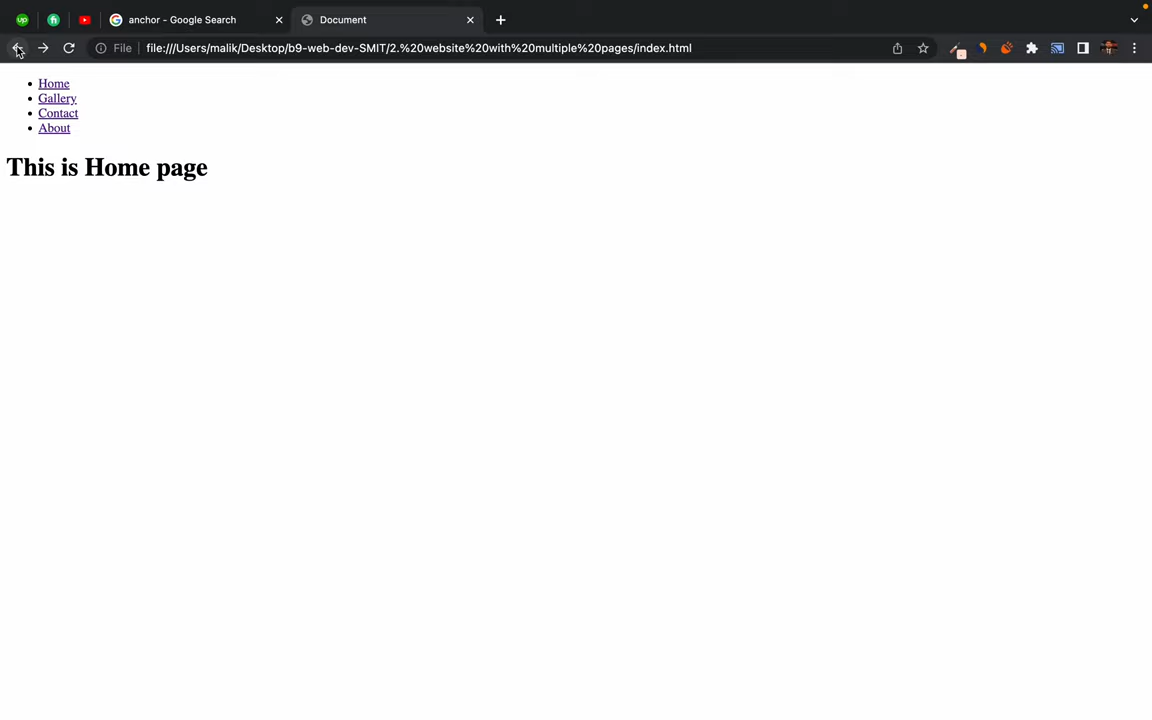 up
anchor - Google Search
Document
File
file:///Users/malik/Desktop/b9-web-dev-SMIT/2.%20website%20with%20multiple%20pages/index.html
Home
Gallery
Contact
About
This is Home page